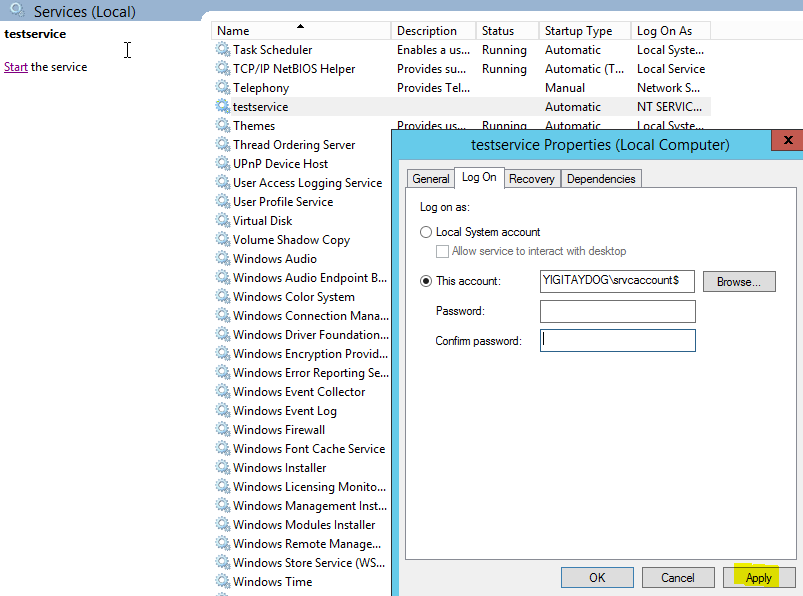 Services (Local)
testservice
Start the service
Name Description Status Startup Type Log On As
Task Scheduler Enables a us... Running Automatic Local Syste...
TCP/IP NetBIOS Helper Provides su... Running Automatic (T... Local Service
Telephony Provides Tel... Manual Network S...
testservice Automatic NT SERVIC...
Themes Provides us... Running Automatic Local Syste...
Thread Ordering Server
UPnP Device Host
User Access Logging Service
User Profile Service
Virtual Disk
Volume Shadow Copy
Windows Audio
Windows Audio Endpoint B...
Windows Color System
Windows Connection Mana...
Windows Driver Foundation...
Windows Encryption Provid...
Windows Error Reporting Se...
Windows Event Collector
Windows Event Log
Windows Firewall
Windows Font Cache Service
Windows Installer
Windows Licensing Monito...
Windows Management Inst...
Windows Modules Installer
Windows Remote Manage...
Windows Store Service (WS...
Windows Time
testservice Properties (Local Computer)
x
General Log On Recovery Dependencies
Log on as:
Local System account
Allow service to interact with desktop
This account: YIGITAYDOG\srvcaccount$ Browse...
Password:
Confirm password:
OK Cancel Apply